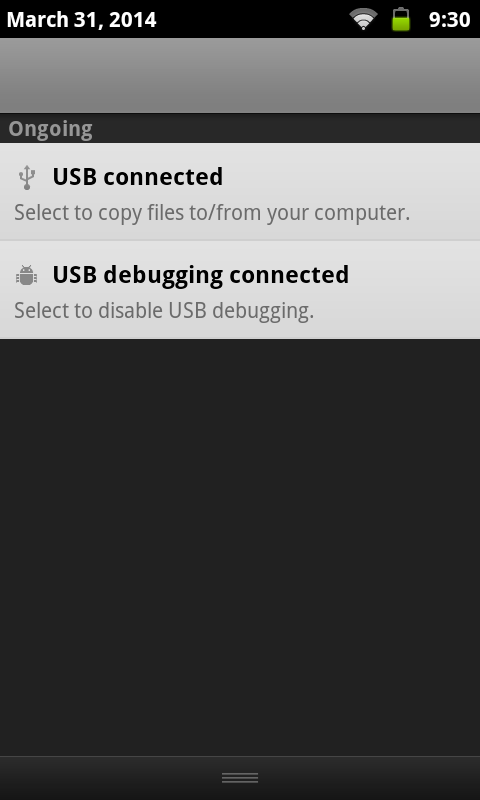 March 31, 2014 9:30
Ongoing
USB connected
Select to copy files to/from your computer.
USB debugging connected
Select to disable USB debugging.